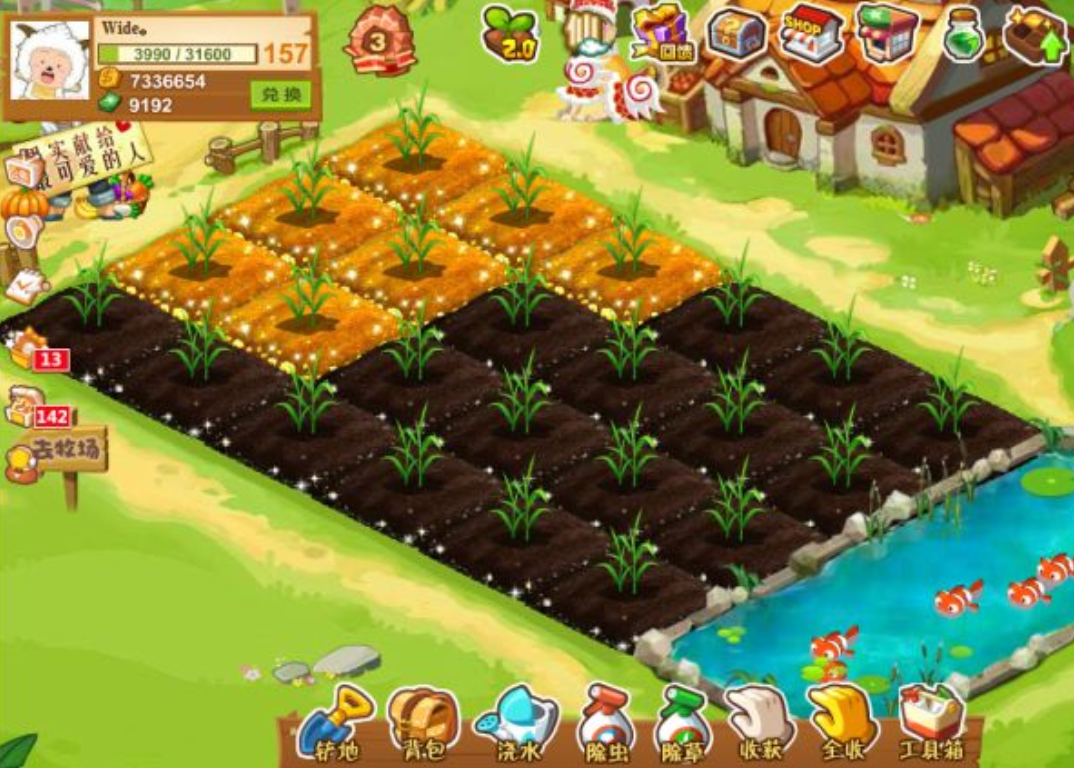 Wide。
3990 / 31600
157
7336654
9192
兑换
3
2.0
回馈
SHOP
实献给
可爱的人
13
142
去牧场
铲地
背包
浇水
除虫
除草
收获
全收
工具箱